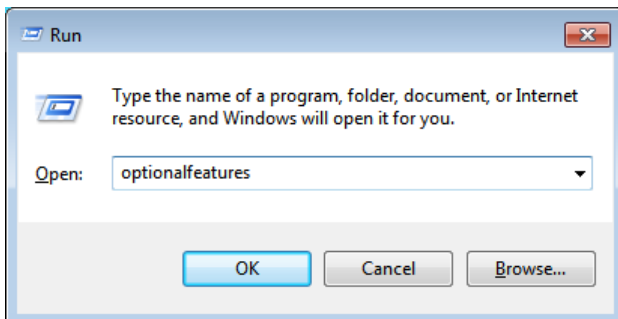 Run
Type the name of a program, folder, document, or Internet
resource, and Windows will open it for you.
Open: optionalfeatures
OK Cancel Browse...